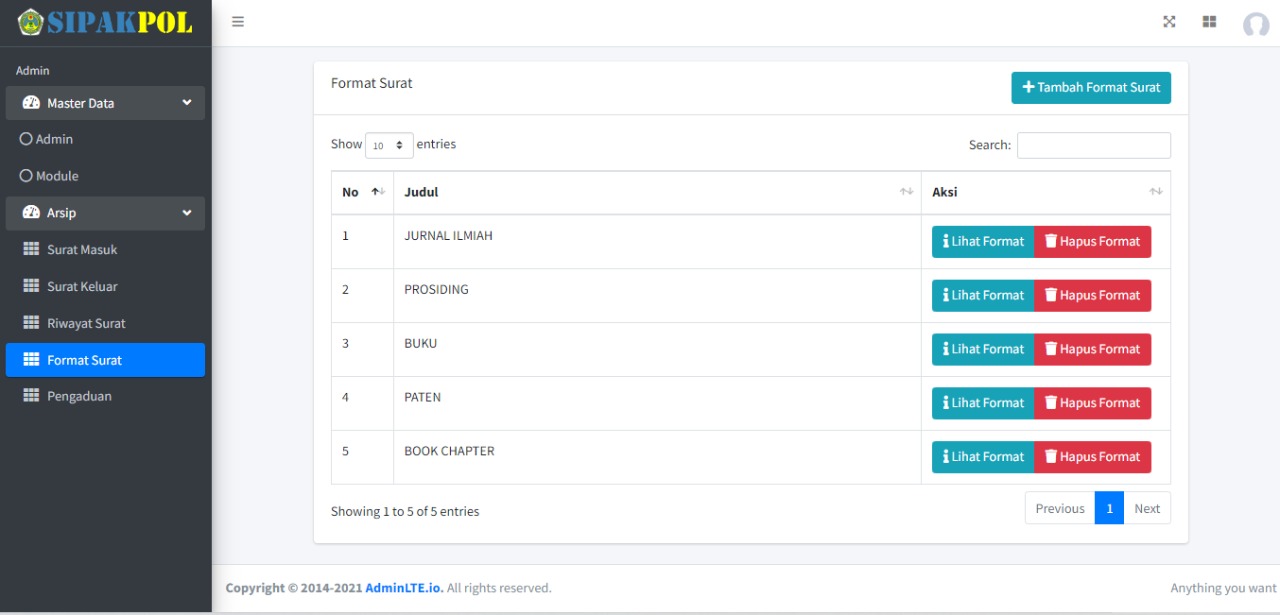 SIPAKPOL
Admin
Master Data
Admin
Module
Arsip
Surat Masuk
Surat Keluar
Riwayat Surat
Format Surat
Pengaduan
Format Surat
Tambah Format Surat
Show 10 entries
Search:
No Judul Aksi
1 JURNAL ILMIAH Lihat Format Hapus Format
2 PROSIDING Lihat Format Hapus Format
3 BUKU Lihat Format Hapus Format
4 PATEN Lihat Format Hapus Format
5 BOOK CHAPTER Lihat Format Hapus Format
Showing 1 to 5 of 5 entries
Previous 1 Next
Copyright © 2014-2021 AdminLTE.io. All rights reserved.
Anything you want